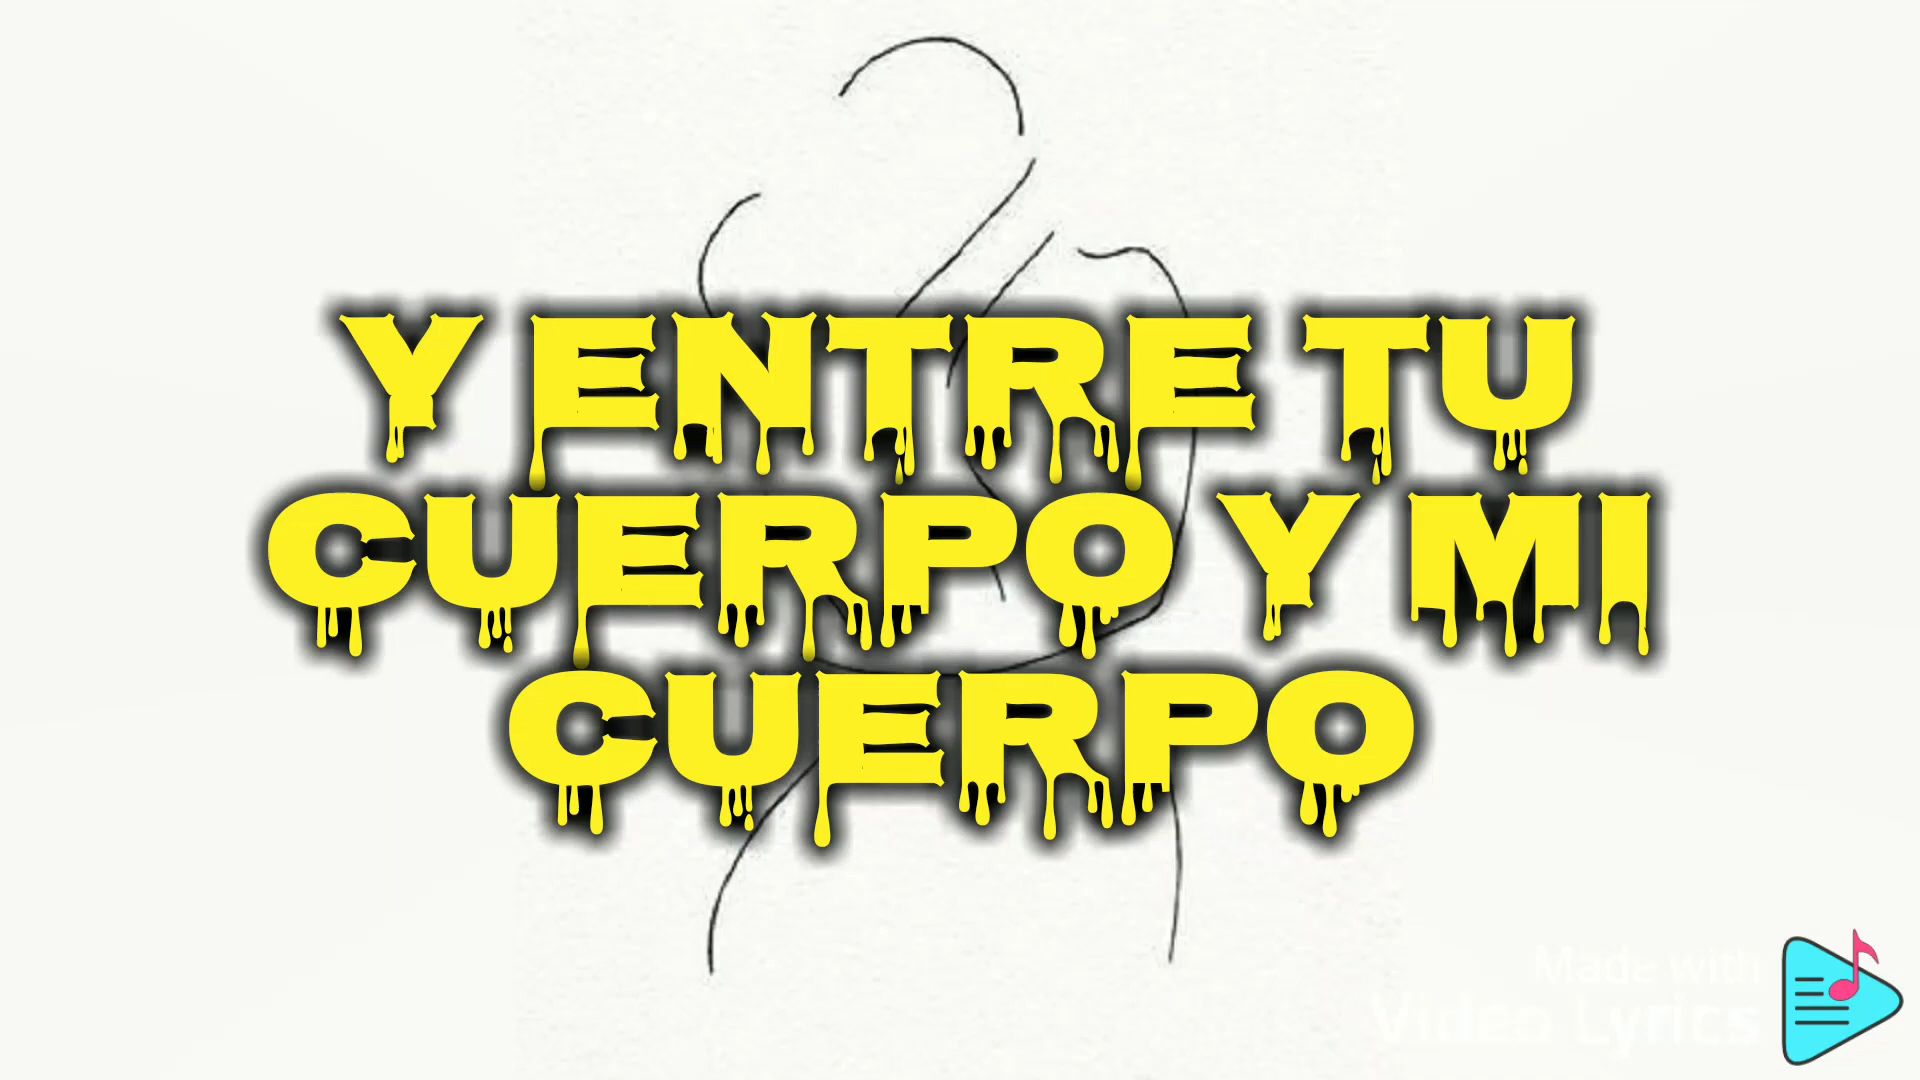 Y ENTRE TU
CUERPO Y MI
CUERPO
Made with
Video Lyrics